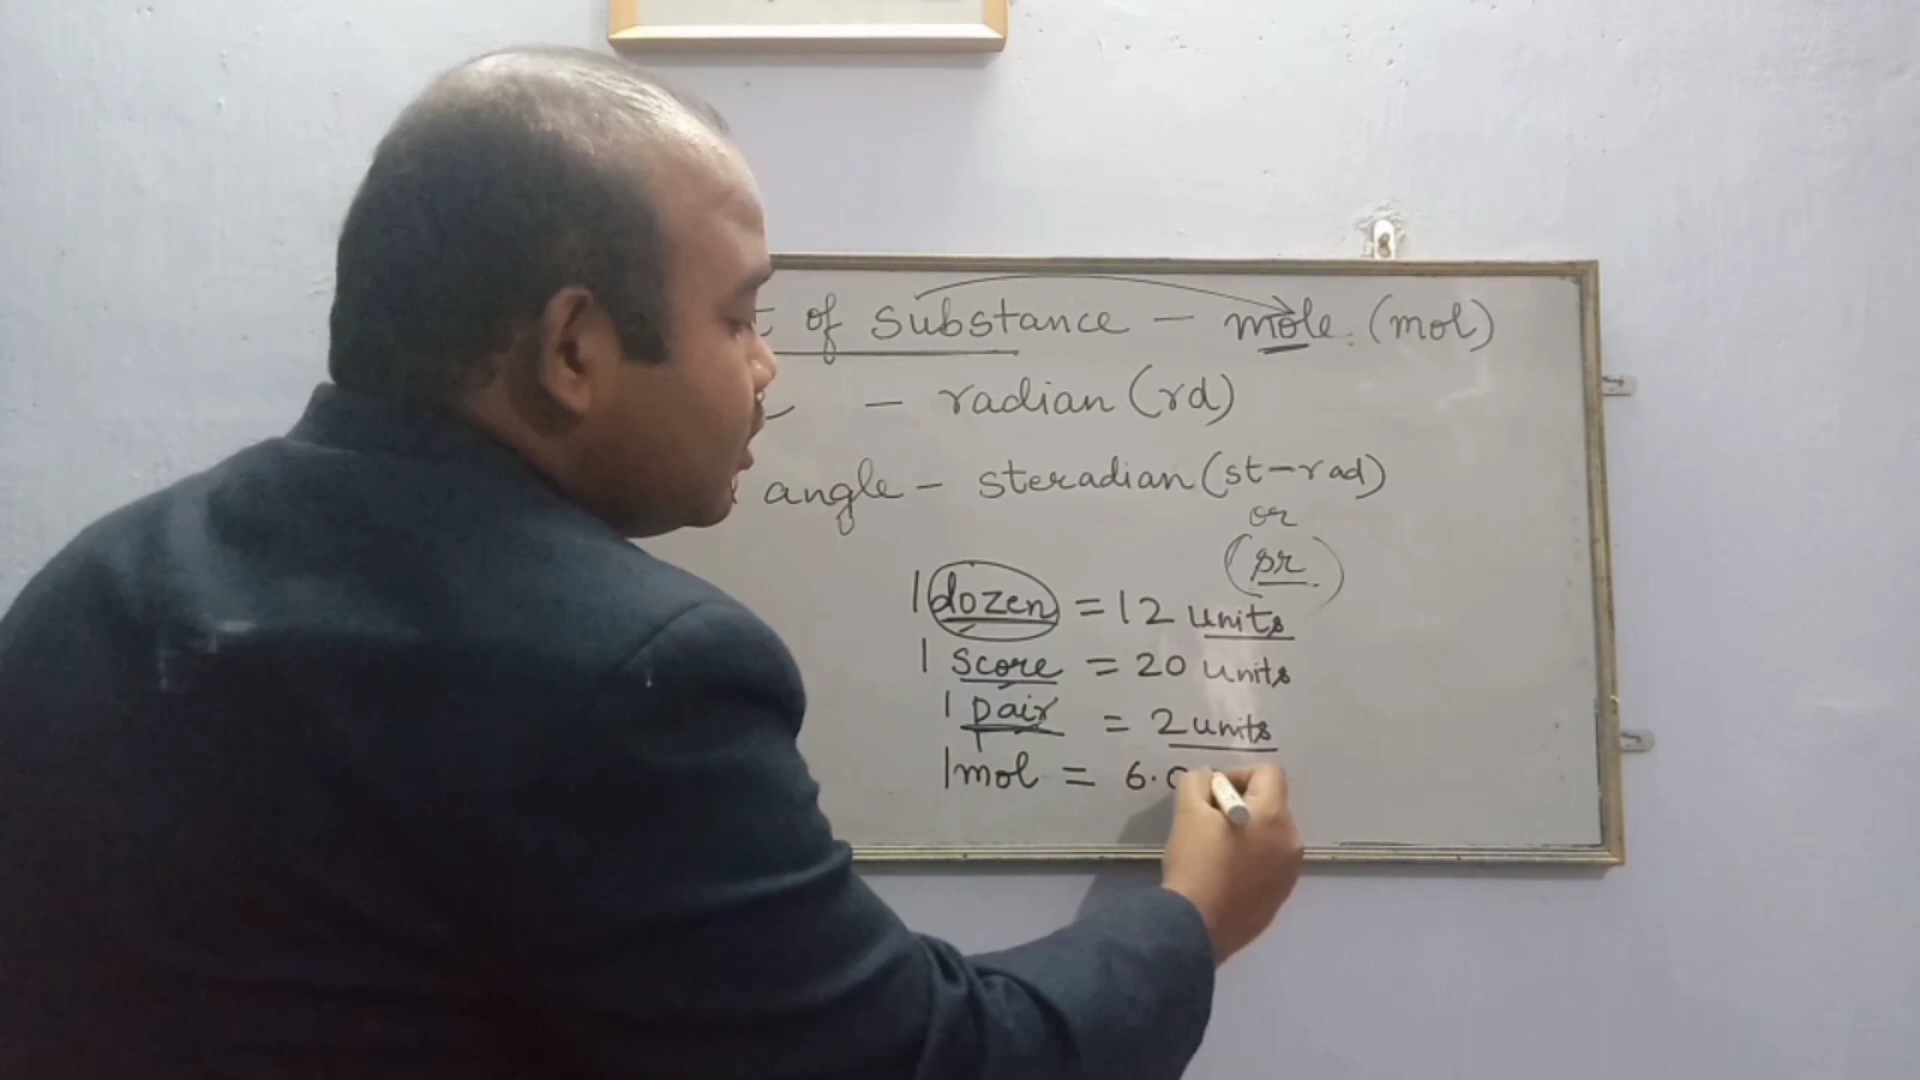 of substance - mole. (mol)
- radian (rd)
angle - steradian (st-rad)
or
(sr)
1 dozen = 12 units
1 score = 20 units
1 pair = 2 units
1 mol = 6.0